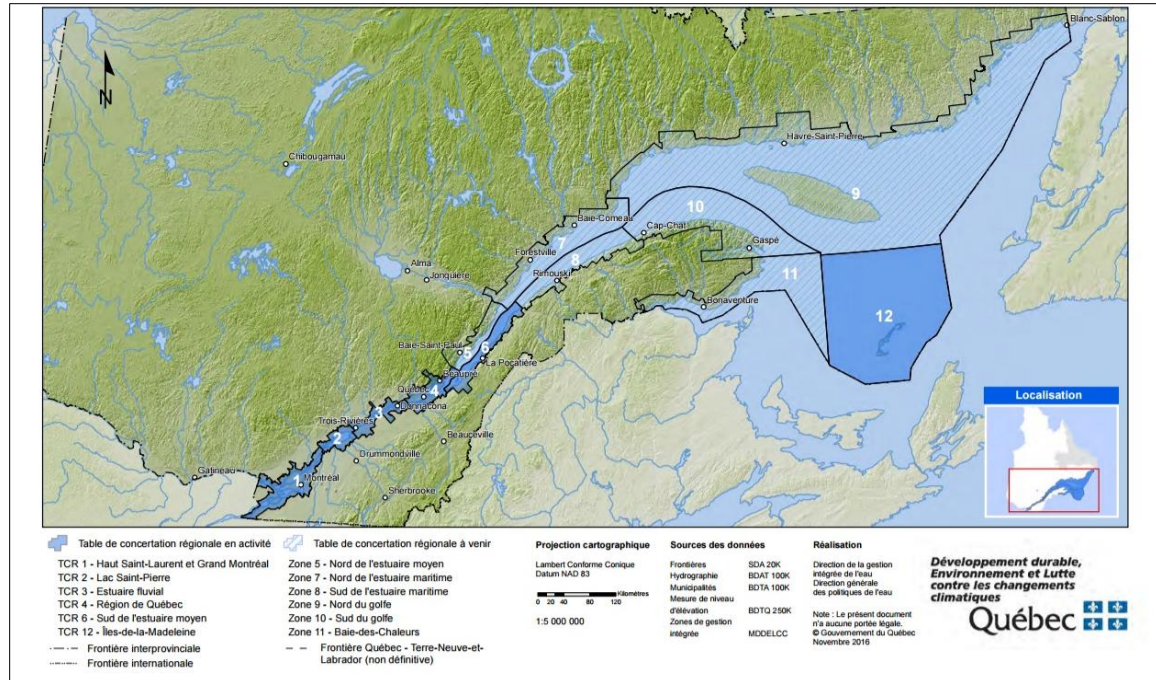 Blanc-Sablon
N
Havre-Saint-Pierre
Chibougamau
9
10
Baie-Comeau
Cap-Chat
7
Forestville
8
Gaspé
Alma
Jonquière
Rimouski
11
Bonaventure
12
Baie-Saint-Paul
5
6
La Pocatière
Beaupré
Québec
4
Donnacona
3
Trois-Rivières
2
Beauceville
Drummondville
Gatineau
1
Montréal
Sherbrooke
Localisation
Table de concertation régionale en activité
TCR 1 - Haut Saint-Laurent et Grand Montréal
TCR 2 - Lac Saint-Pierre
TCR 3 - Estuaire fluvial
TCR 4 - Région de Québec
TCR 6 - Sud de l'estuaire moyen
TCR 12 - Îles-de-la-Madeleine
Frontière interprovinciale
Frontière internationale
Table de concertation régionale à venir
Zone 5 - Nord de l'estuaire moyen
Zone 7 - Nord de l'estuaire maritime
Zone 8 - Sud de l'estuaire maritime
Zone 9 - Nord du golfe
Zone 10 - Sud du golfe
Zone 11 - Baie-des-Chaleurs
Frontière Québec - Terre-Neuve-et-
Labrador (non définitive)
Projection cartographique
Lambert Conforme Conique
Datum NAD 83
Kilomètres
0 20 40 80 120
1:5 000 000
Sources des données
Frontières SDA 20K
Hydrographie BDAT 100K
Municipalités BDTA 100K
Mesure de niveau
d'élévation BDTQ 250K
Zones de gestion
intégrée MDDELCC
Réalisation
Direction de la gestion
intégrée de l'eau
Direction générale
des politiques de l'eau
Note : Le présent document
n'a aucune portée légale.
© Gouvernement du Québec
Novembre 2016
Développement durable,
Environnement et Lutte
contre les changements
climatiques
Québec